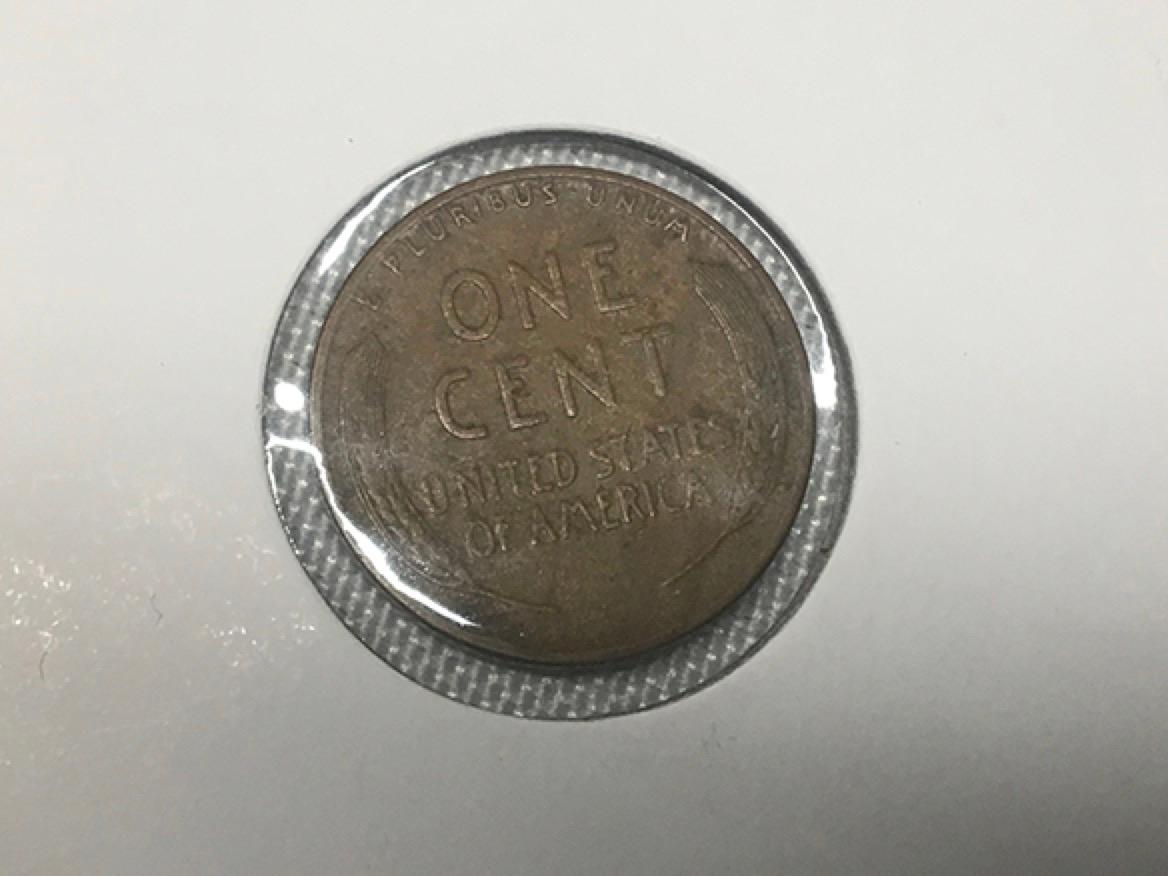 E PLURIBUS UNUM
ONE
CENT
UNITED STATES
OF AMERICA